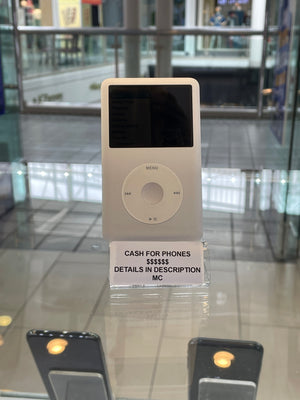 MENU
CASH FOR PHONES
$$$$$$
DETAILS IN DESCRIPTION
MC